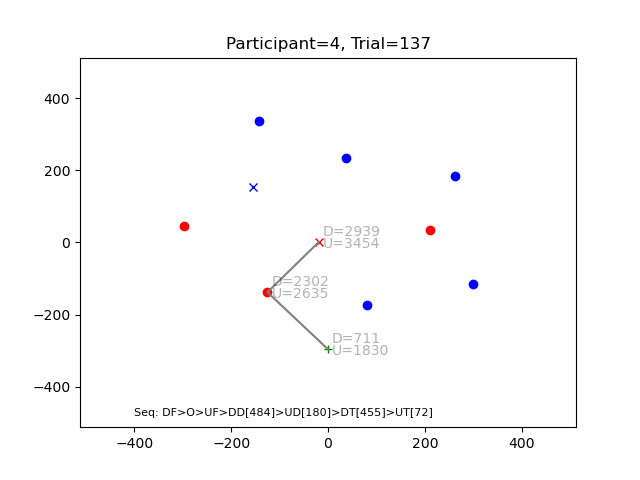 Participant=4, Trial=137
400
200
0
−200
−400
D=2939
U=3454
D=2302
U=2635
D=711
U=1830
Seq: DF>O>UF>DD[484]>UD[180]>DT[455]>UT[72]
−400
−200
0
200
400